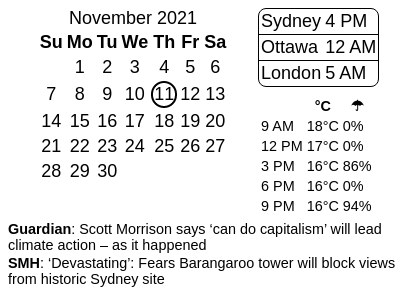 November 2021
Su Mo Tu We Th Fr Sa
1 2 3 4 5 6
7 8 9 10 11 12 13
14 15 16 17 18 19 20
21 22 23 24 25 26 27
28 29 30
Sydney 4 PM
Ottawa 12 AM
London 5 AM
°C ☂
9 AM 18°C 0%
12 PM 17°C 0%
3 PM 16°C 86%
6 PM 16°C 0%
9 PM 16°C 94%
Guardian: Scott Morrison says ‘can do capitalism’ will lead
climate action – as it happened
SMH: ‘Devastating’: Fears Barangaroo tower will block views
from historic Sydney site